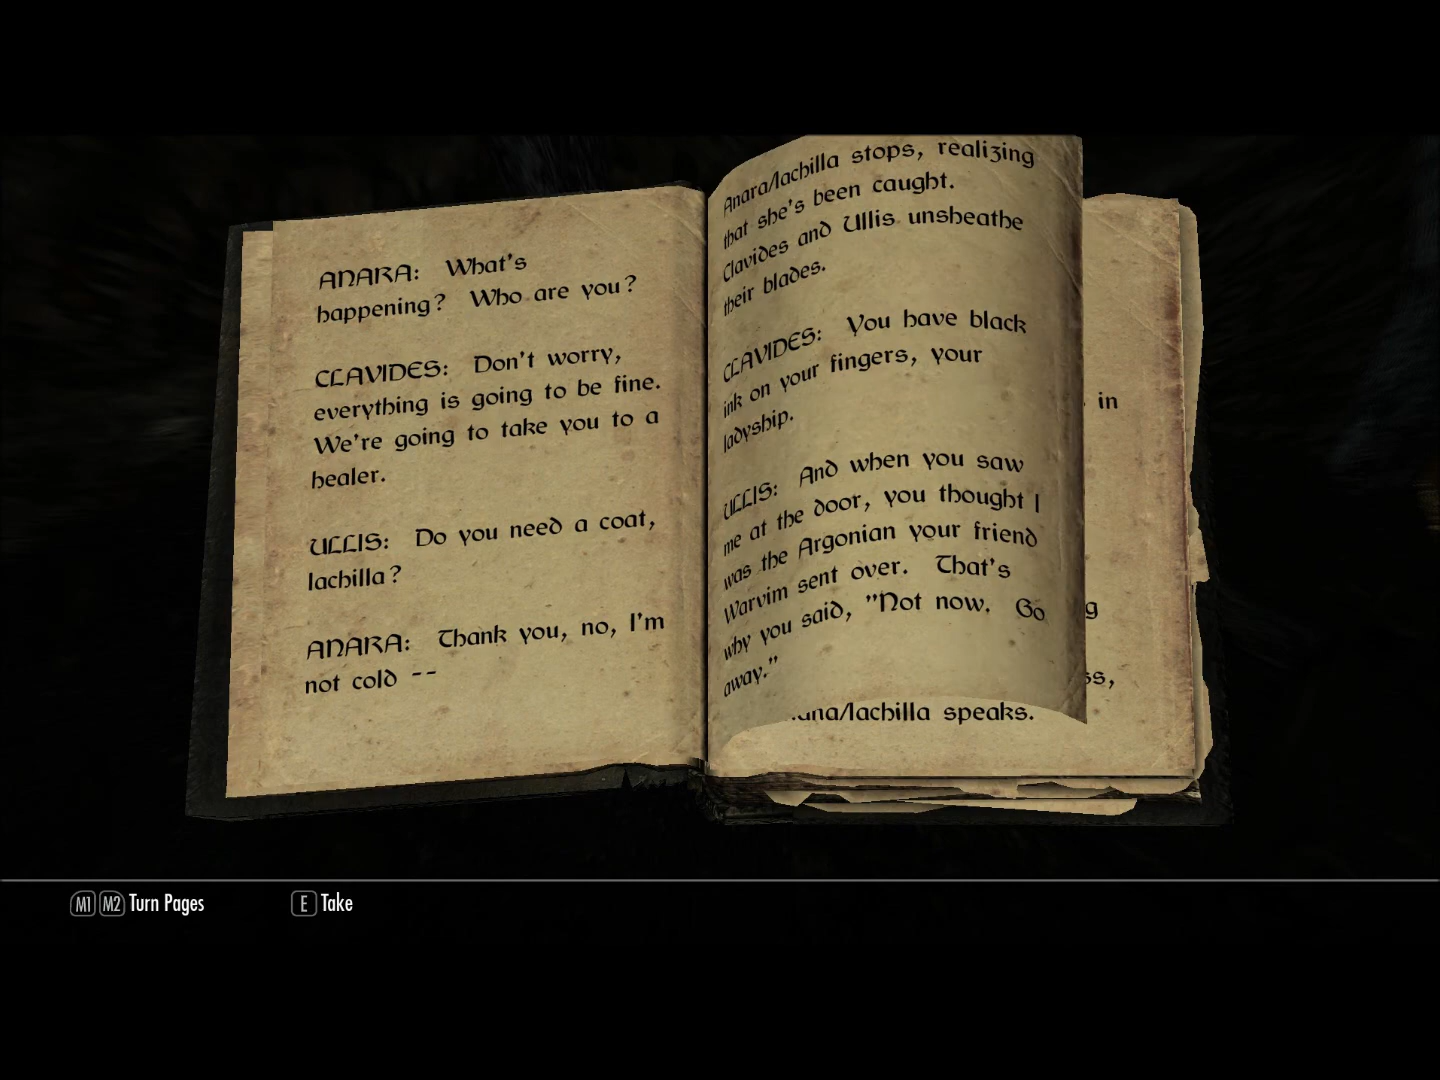 ANARA: What's
happening? Who are you?
CLAVIDES: Don't worry,
everything is going to be fine.
We're going to take you to a
healer.
ULLIS: Do you need a coat,
Iachilla?
ANARA: Thank you, no, I'm
not cold --
Anara/Iachilla stops, realizing
that she's been caught.
Clavides and Ullis unsheathe
their blades.
CLAVIDES: You have black
ink on your fingers, your
ladyship.
ULLIS: And when you saw
me at the door, you thought I
was the Argonian your friend
Warvim sent over. That's
why you said, "Not now. Go
away."
in
/Iachilla speaks.
M1 M2 Turn Pages
E Take